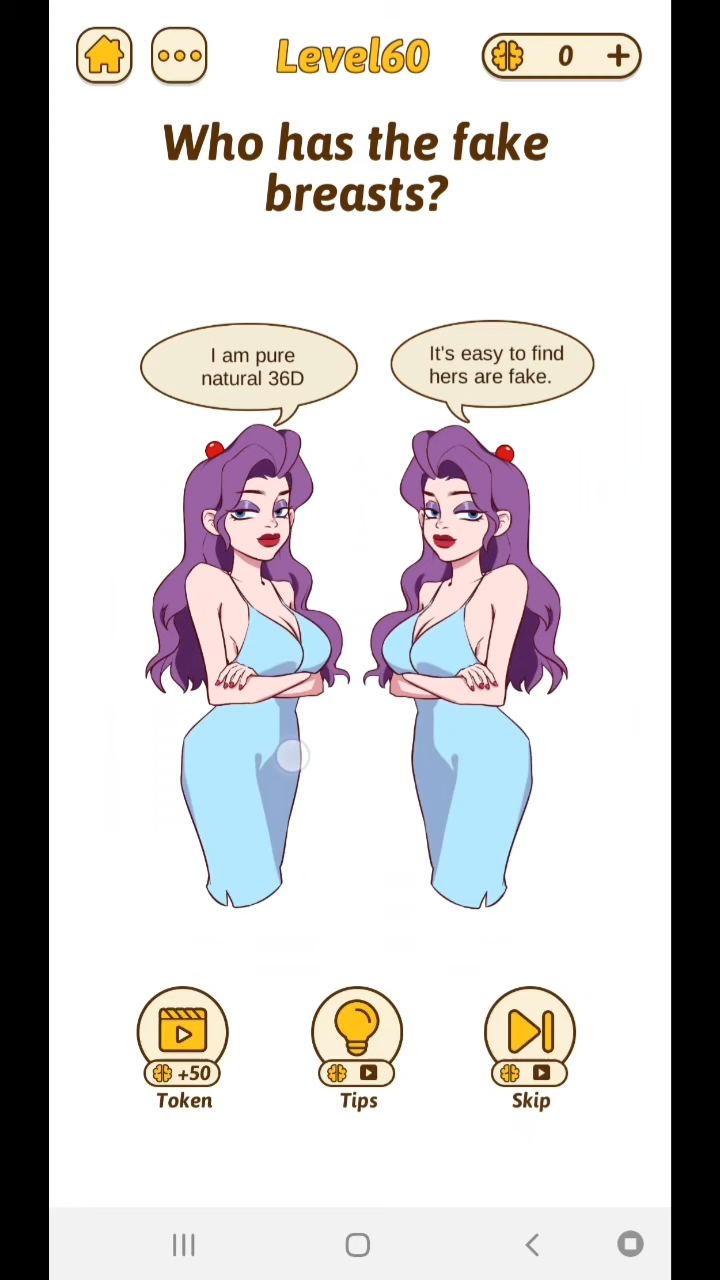 Level60
0
Who has the fake
breasts?
I am pure
natural 36D
It's easy to find
hers are fake.
+50
Token
Tips
Skip